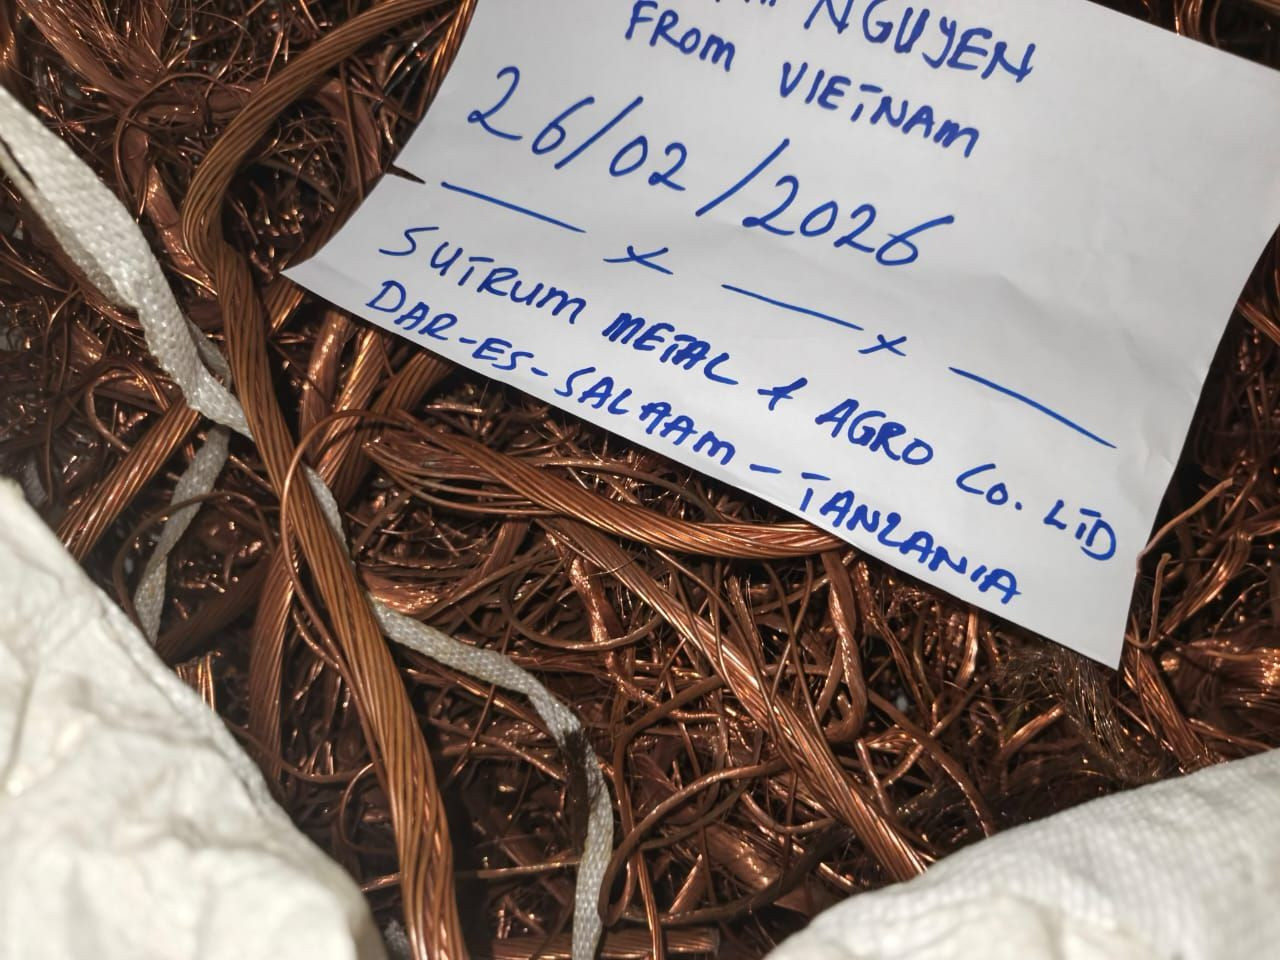 NGUYEN
FROM VIETNAM
26/02/2026
SUTRUM METAL & AGRO CO. LTD
DAR-ES-SALAAM - TANZANIA